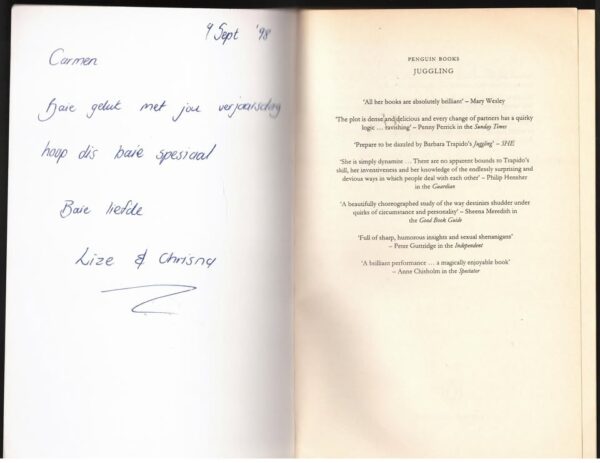 9 Sept '98
Carmen
Baie geluk met jou verjaarsdag
hoop dis baie spesiaal
Baie liefde
Lize & Chrisna
PENGUIN BOOKS
JUGGLING
‘All her books are absolutely brilliant’ – Mary Wesley
‘The plot is dense and delicious and every change of partners has a quirky
logic … ravishing’ – Penny Perrick in the Sunday Times
‘Prepare to be dazzled by Barbara Trapido's Juggling’ – SHE
‘She is simply dynamite … There are no apparent bounds to Trapido's
skill, her inventiveness and her knowledge of the endlessly surprising and
devious ways in which people deal with each other’ – Philip Hensher
in the Guardian
‘A beautifully choreographed study of the way destinies shudder under
quirks of circumstance and personality’ – Sheena Meredith in
the Good Book Guide
‘Full of sharp, humorous insights and sexual shenanigans’
– Peter Guttridge in the Independent
‘A brilliant performance … a magically enjoyable book’
– Anne Chisholm in the Spectator